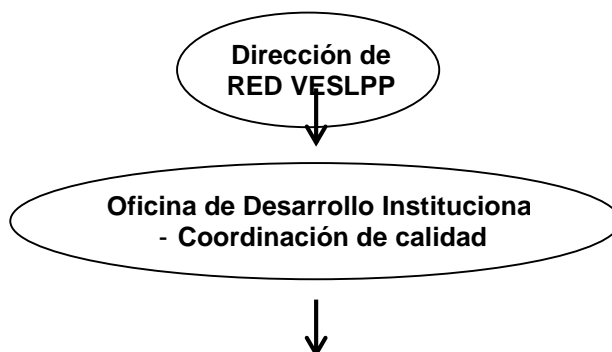 Dirección de
RED VESLPP
Oficina de Desarrollo Instituciona
- Coordinación de calidad